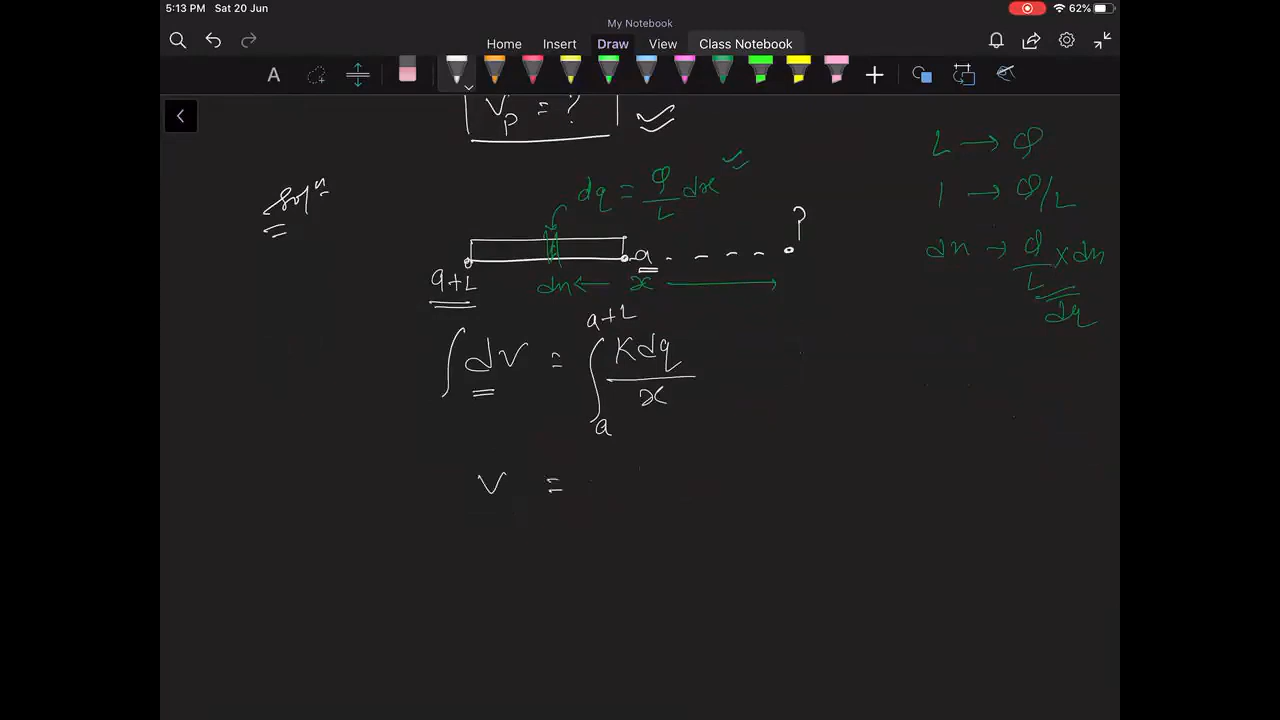 5:13 PM Sat 20 Jun
62%
My Notebook
Home Insert Draw View Class Notebook
A
Vp = ?
L → Q
1 → Q/L
dx → Q/L × dx
dq
Solⁿ
dq = Q/L dx
?
a
a+L
dx ← x →
∫ dV = ∫ₐᵃ⁺ᴸ Kdq/x
V =